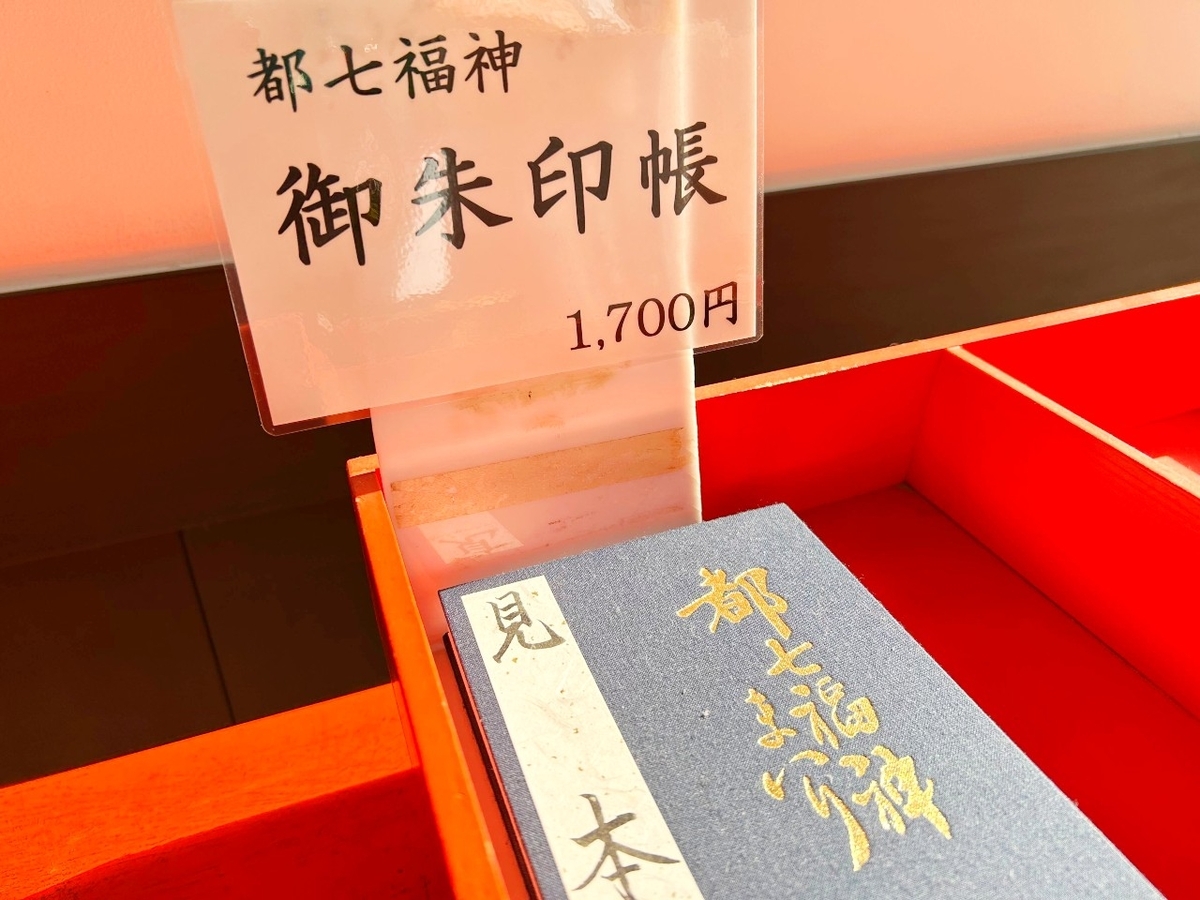 都七福神
御朱印帳
1,700円
都七福神
まいり
見本